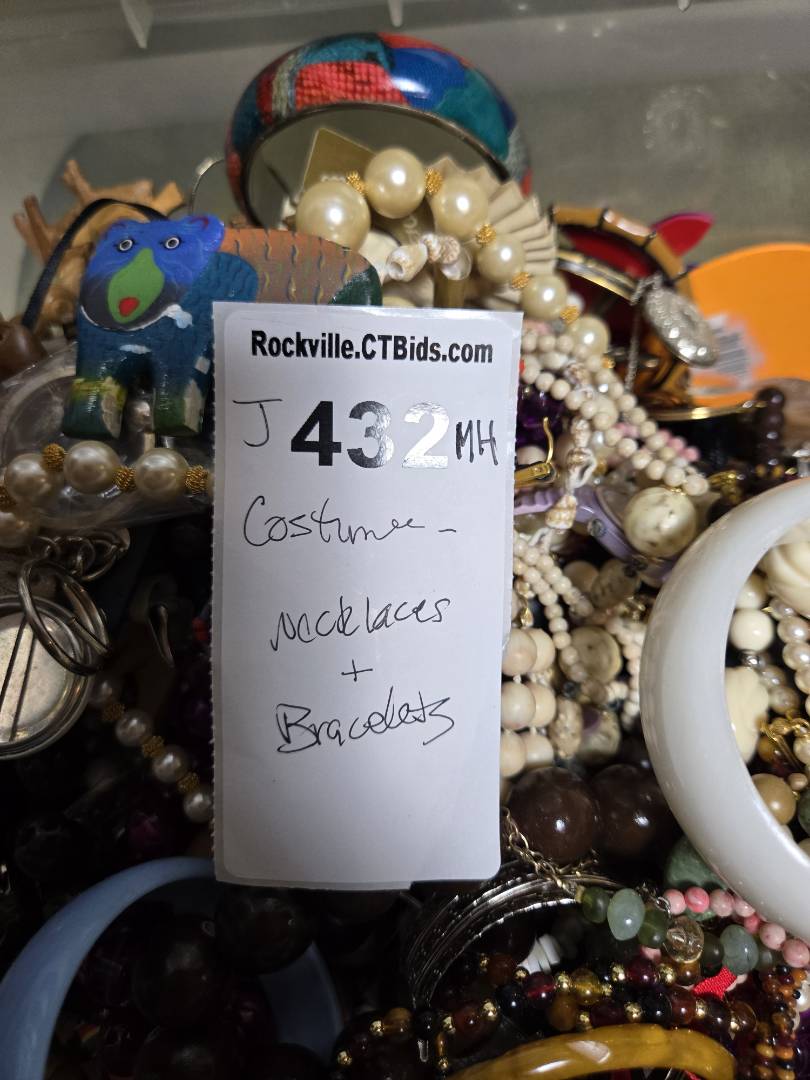 Rockville.CTBids.com
J 432 MH
Costume -
Necklaces
+
Bracelets